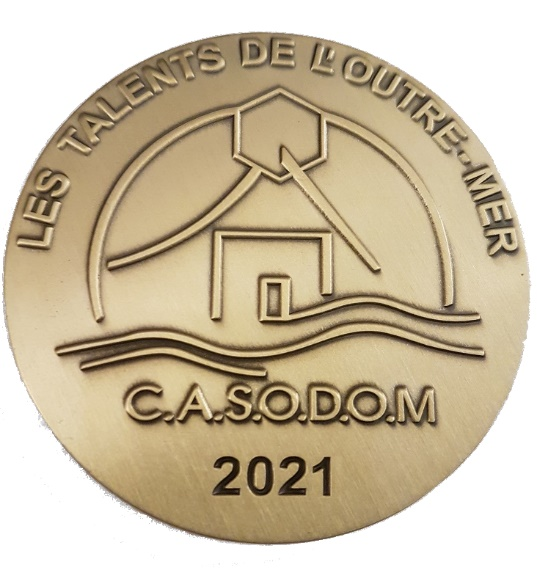 LES TALENTS DE L'OUTRE-MER
C.A.S.O.D.O.M
2021